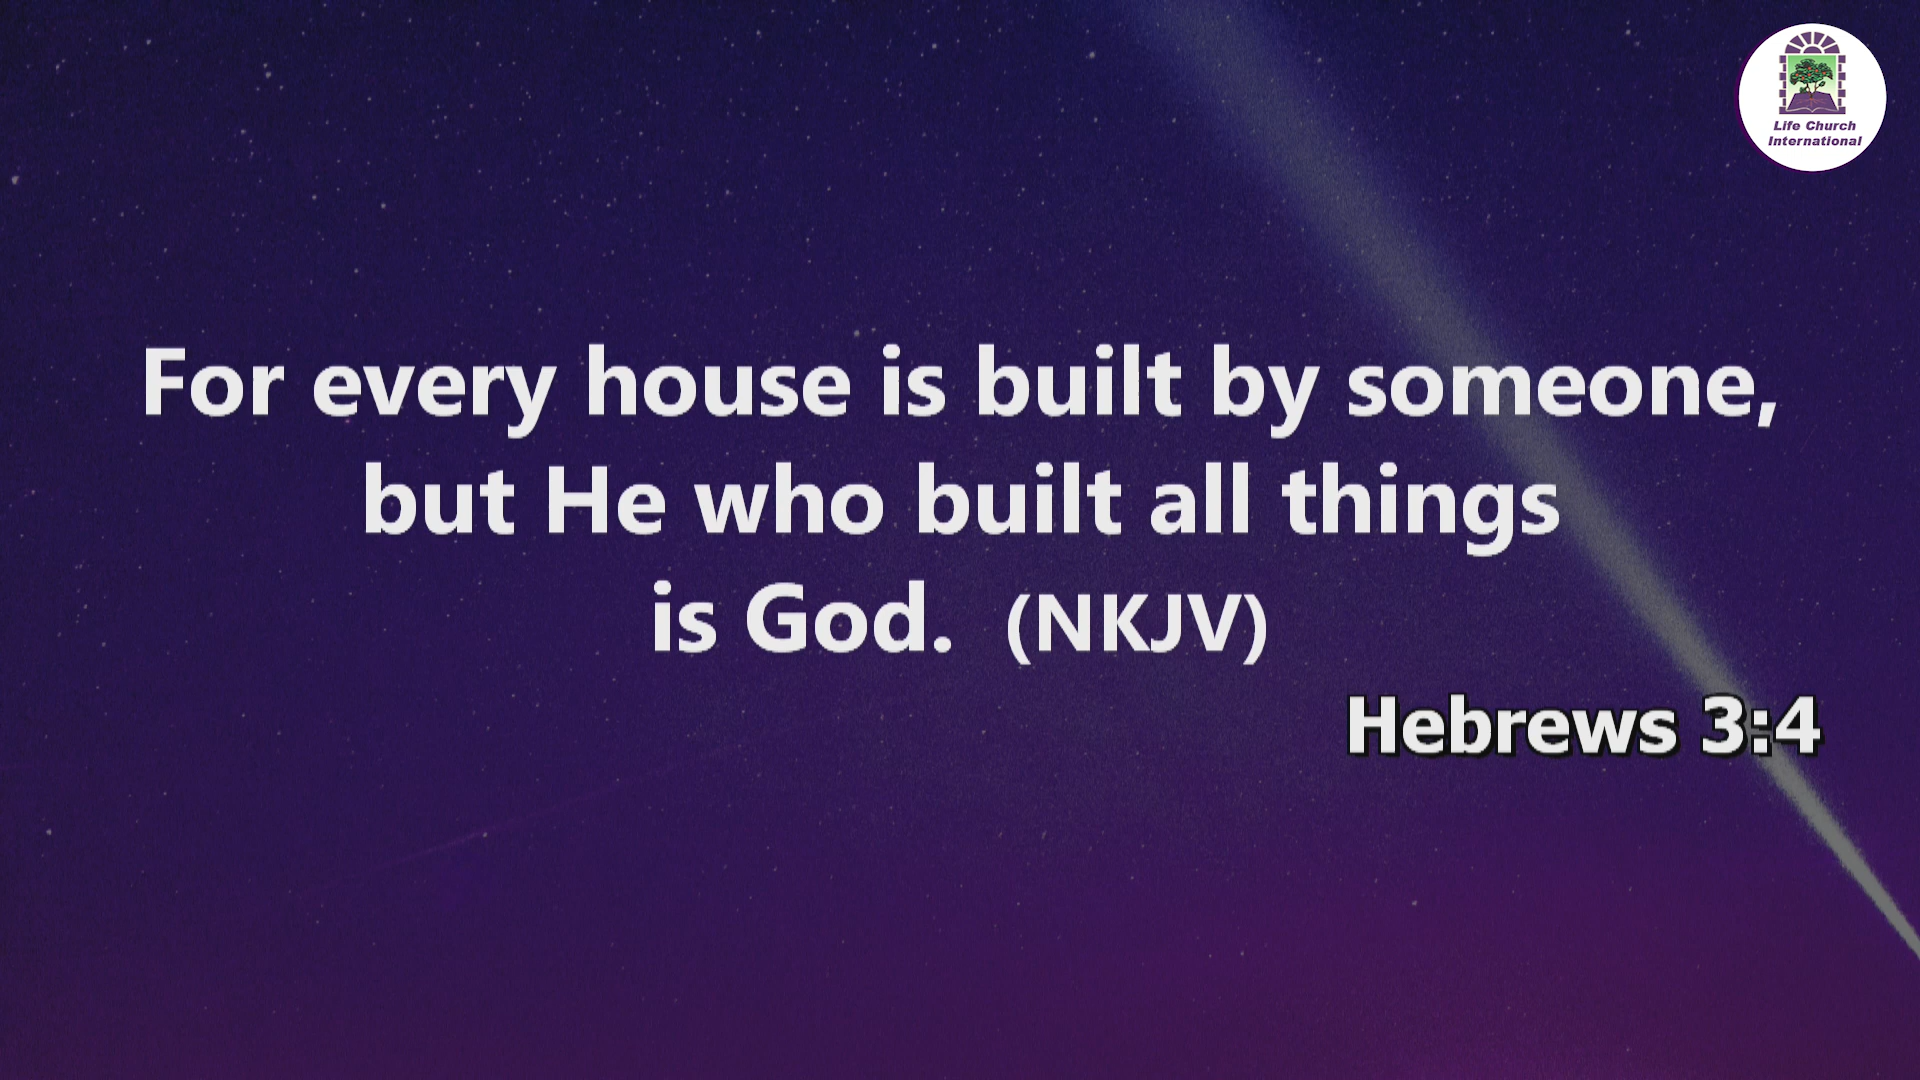 Life Church
International
For every house is built by someone,
but He who built all things
is God. (NKJV)
Hebrews 3:4